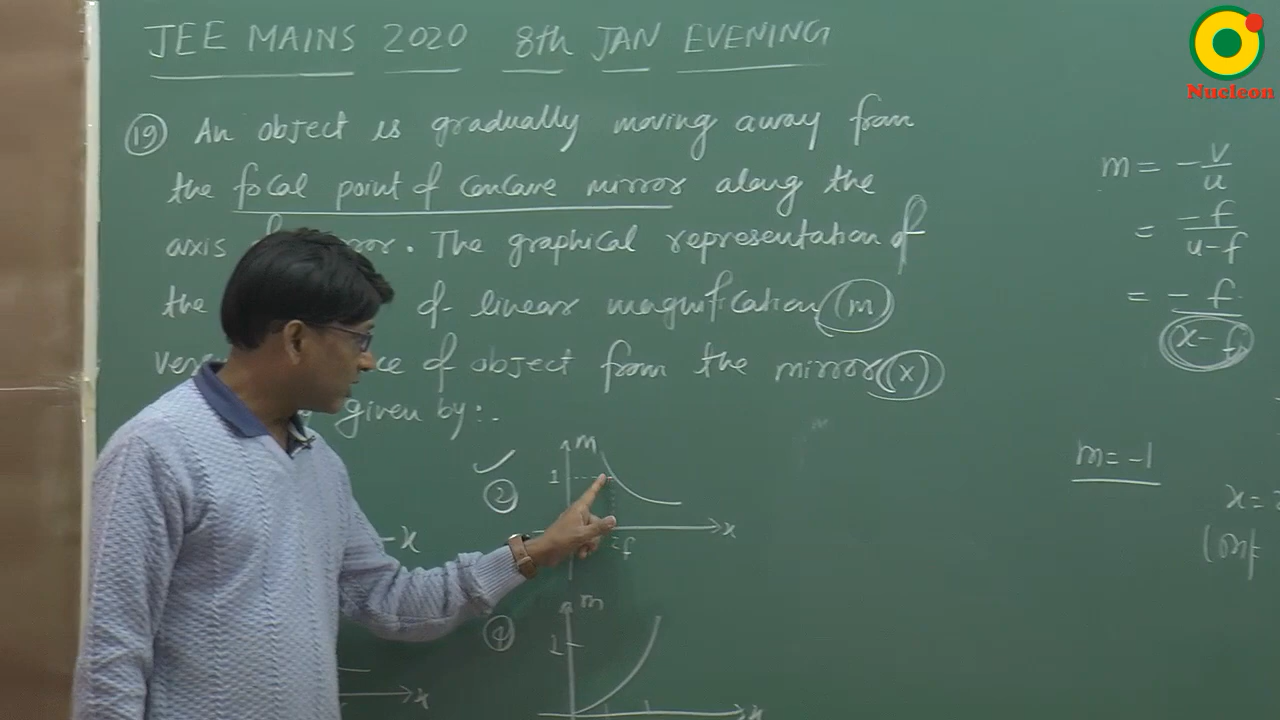 JEE MAINS 2020 8th JAN EVENING
Nucleon
(19) An object is gradually moving away from
the focal point of concave mirror along the
axis . The graphical representation of
the of linear magnification (m)
of object from the mirror (x)
given by:.
m = -v/u
= -f/u-f
= -f/x-f
m = -1
x =
✓
(2)
m
1
2f
x
x
(4)
m
1
x
x